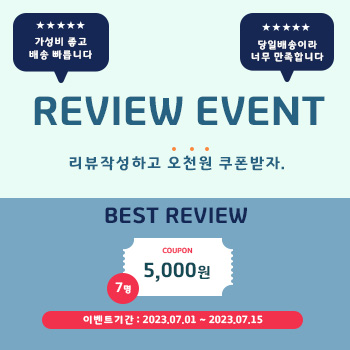 ★★★★★
가성비 좋고
배송 빠릅니다
★★★★★
당일배송이라
너무 만족합니다
REVIEW EVENT
리뷰작성하고 오천원 쿠폰받자.
BEST REVIEW
COUPON
5,000원
7명
이벤트기간 : 2023.07.01 ~ 2023.07.15